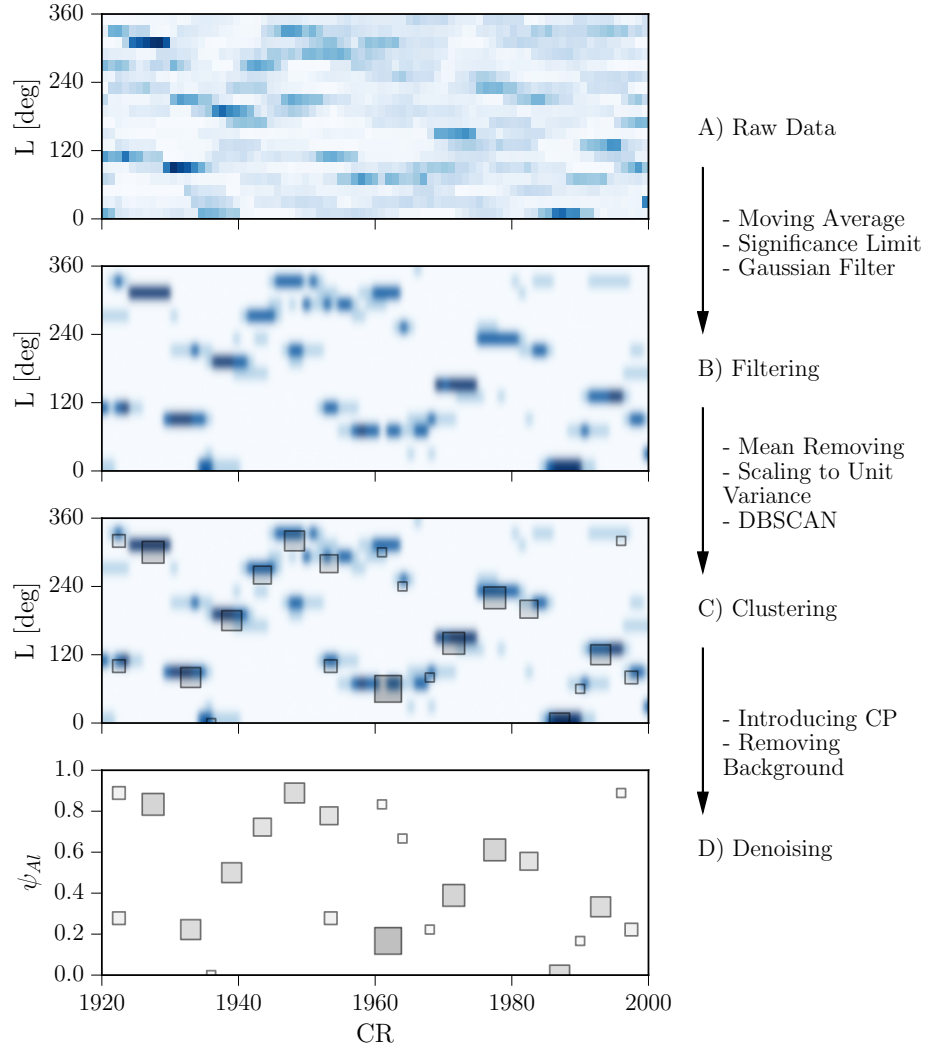 360
240
120
0
L [deg]
A) Raw Data
- Moving Average
- Significance Limit
- Gaussian Filter
360
240
120
0
L [deg]
B) Filtering
- Mean Removing
- Scaling to Unit
Variance
- DBSCAN
360
240
120
0
L [deg]
C) Clustering
- Introducing CP
- Removing
Background
1.0
0.8
0.6
0.4
0.2
0.0
ψAl
D) Denoising
1920 1940 1960 1980 2000
CR